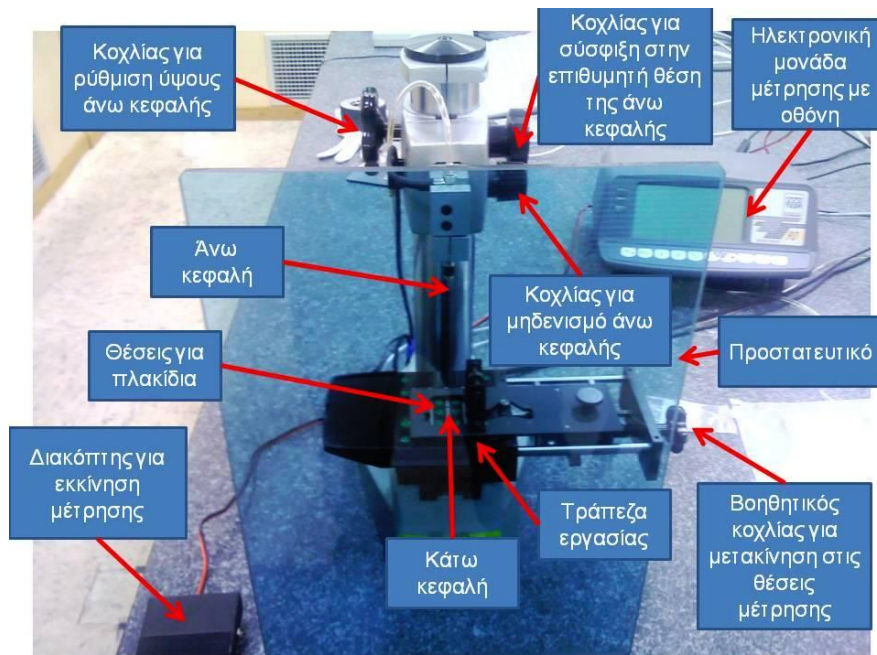 Κοχλίας για
ρύθμιση ύψους
άνω κεφαλής
Κοχλίας για
σύσφιξη στην
επιθυμητή θέση
της άνω
κεφαλής
Ηλεκτρονική
μονάδα
μέτρησης με
οθόνη
Άνω
κεφαλή
Κοχλίας για
μηδενισμό άνω
κεφαλής
Θέσεις για
πλακίδια
Προστατευτικό
Διακόπτης για
εκκίνηση
μέτρησης
Τράπεζα
εργασίας
Κάτω
κεφαλή
Βοηθητικός
κοχλίας για
μετακίνηση στις
θέσεις
μέτρησης